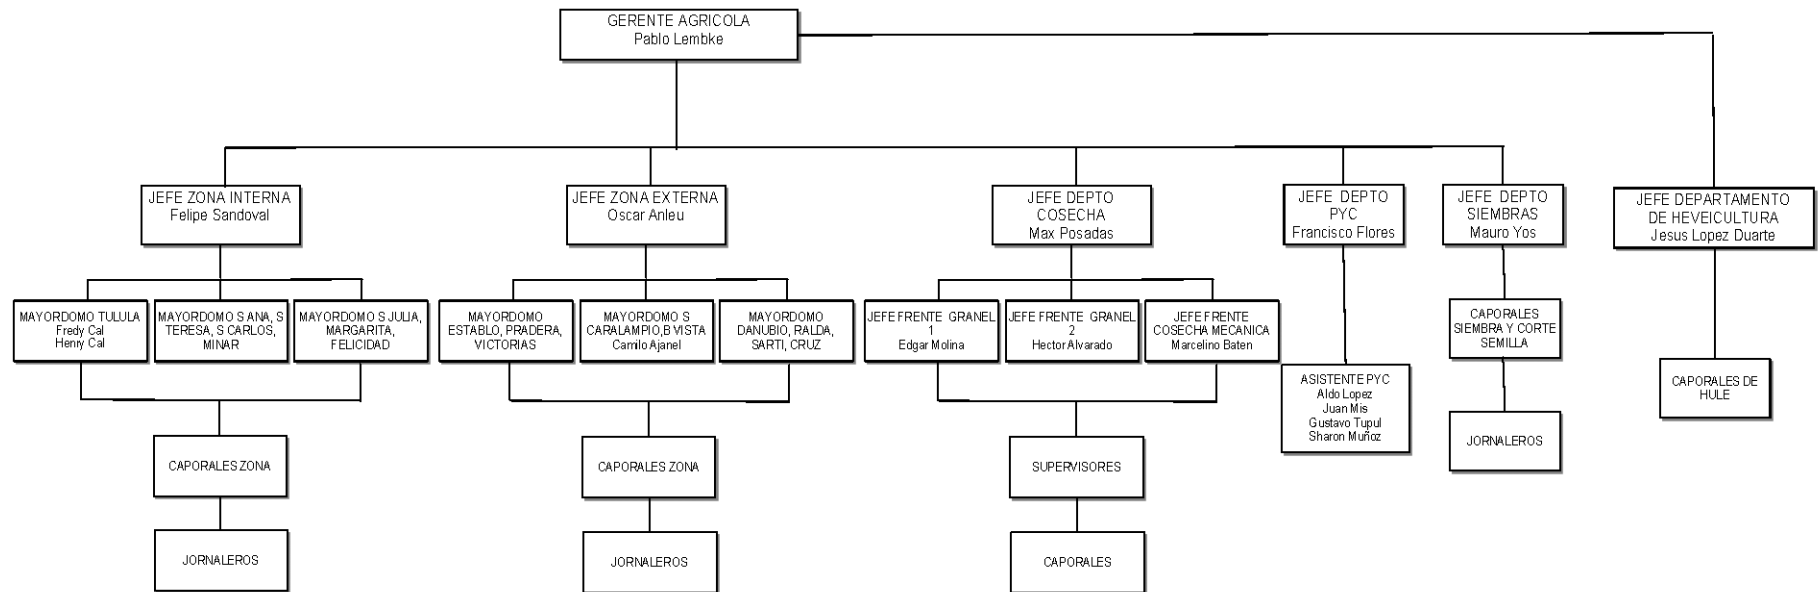 GERENTE AGRICOLA
Pablo Lembke
JEFE ZONA INTERNA
Felipe Sandoval
JEFE ZONA EXTERNA
Oscar Anleu
JEFE DEPTO
COSECHA
Max Posadas
JEFE DEPTO
PYC
Francisco Flores
JEFE DEPTO
SIEMBRAS
Mauro Yos
JEFE DEPARTAMENTO
DE HEVEICULTURA
Jesus Lopez Duarte
MAYORDOMO TULULA
Fredy Cal
Henry Cal
MAYORDOMO S ANA, S
TERESA, S CARLOS,
MINAR
MAYORDOMO S JULIA,
MARGARITA,
FELICIDAD
MAYORDOMO
ESTABLO, PRADERA,
VICTORIAS
MAYORDOMO S
CARALAMPIO,B VISTA
Camilo Ajanel
MAYORDOMO
DANUBIO, RALDA,
SARTI, CRUZ
JEFE FRENTE GRANEL
1
Edgar Molina
JEFE FRENTE GRANEL
2
Hector Alvarado
JEFE FRENTE
COSECHA MECANICA
Marcelino Baten
CAPORALES
SIEMBRA Y CORTE
SEMILLA
ASISTENTE PYC
Aldo Lopez
Juan Mis
Gustavo Tupul
Sharon Muñoz
CAPORALES DE
HULE
JORNALEROS
CAPORALES ZONA
CAPORALES ZONA
SUPERVISORES
JORNALEROS
JORNALEROS
CAPORALES